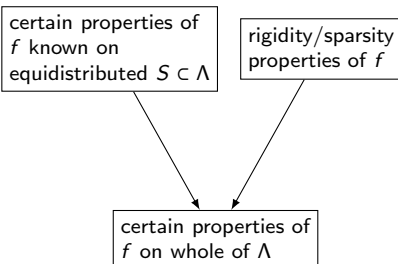 certain properties of
f known on
equidistributed S ⊂ Λ
rigidity/sparsity
properties of f
certain properties of
f on whole of Λ